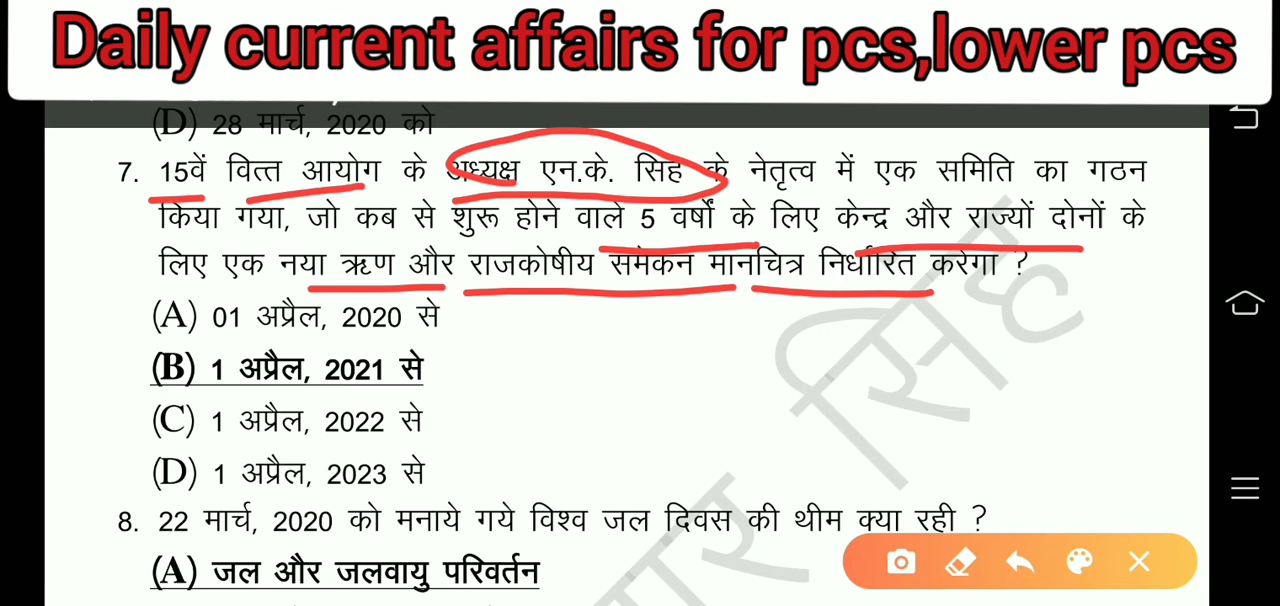 Daily current affairs for pcs,lower pcs
(D) 28 मार्च, 2020 को
7. 15वें वित्त आयोग के अध्यक्ष एन.के. सिंह के नेतृत्व में एक समिति का गठन
किया गया, जो कब से शुरू होने वाले 5 वर्षों के लिए केन्द्र और राज्यों दोनों के
लिए एक नया ऋण और राजकोषीय समेकन मानचित्र निर्धारित करेगा ?
(A) 01 अप्रैल, 2020 से
(B) 1 अप्रैल, 2021 से
(C) 1 अप्रैल, 2022 से
(D) 1 अप्रैल, 2023 से
8. 22 मार्च, 2020 को मनाये गये विश्व जल दिवस की थीम क्या रही ?
(A) जल और जलवायु परिवर्तन
सिंह